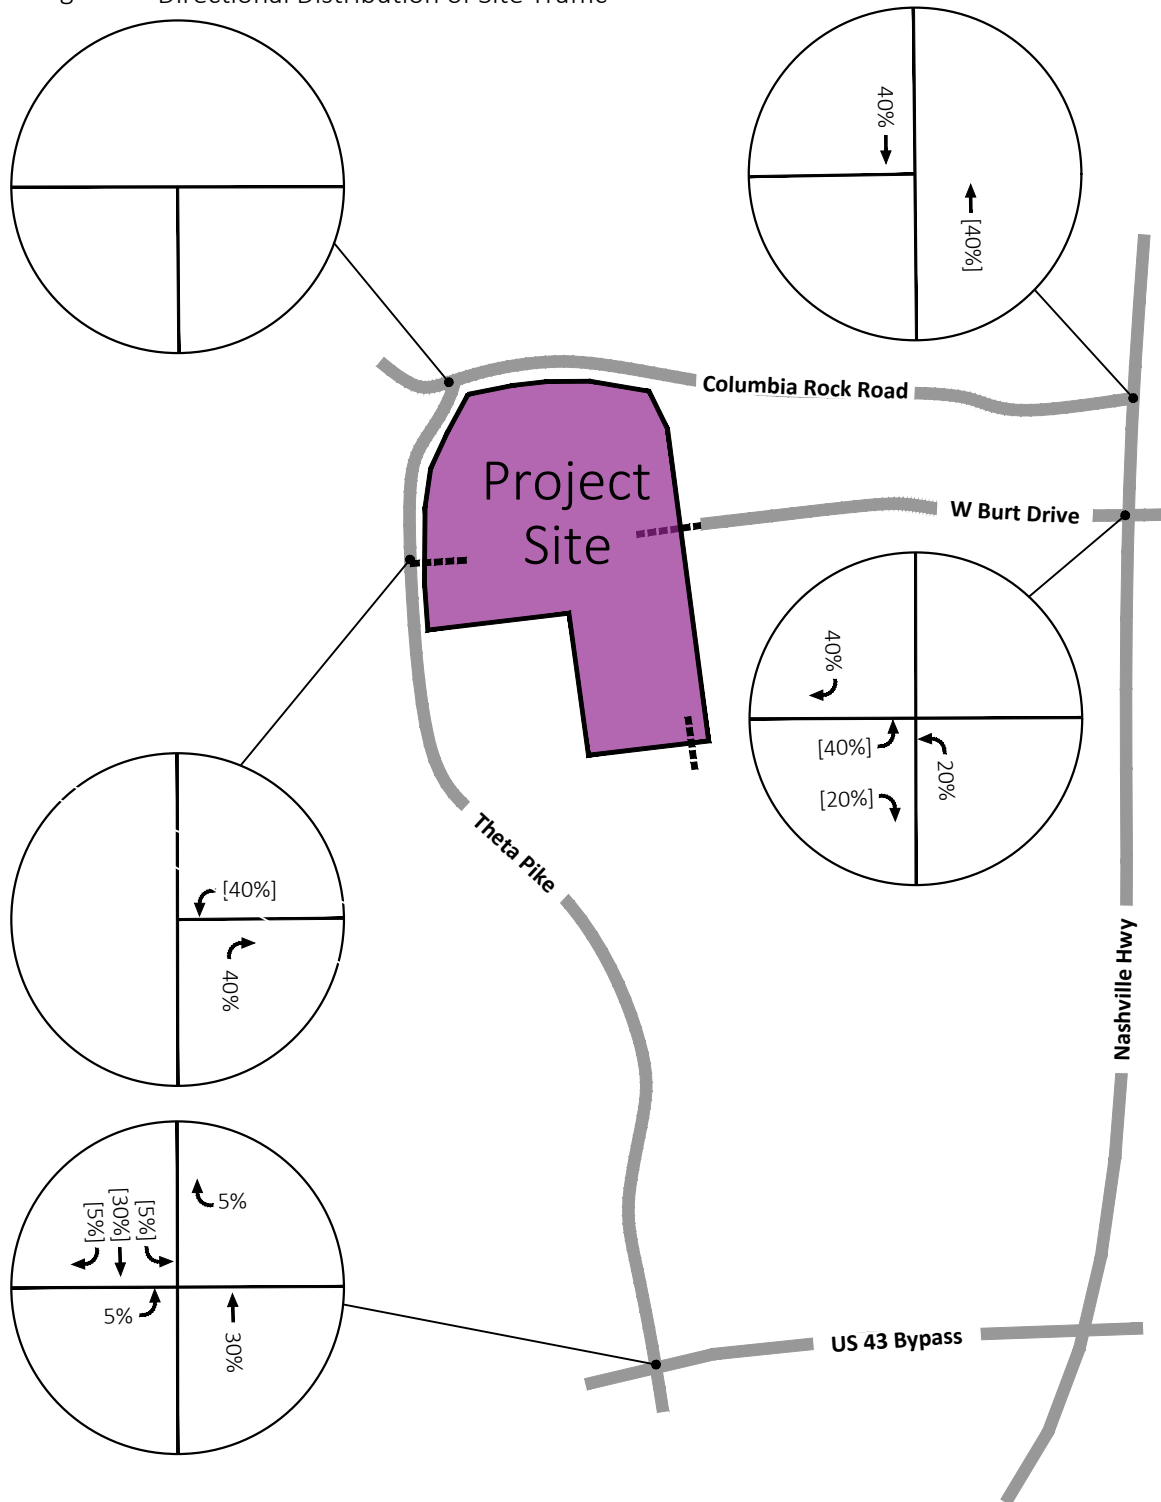 Directional Distribution of Site Traffic
40%
[40%]
Columbia Rock Road
Project
Site
W Burt Drive
40%
[40%]
20%
[20%]
Theta Pike
[40%]
40%
Nashville Hwy
[5%]
[30%]
[5%]
5%
5%
30%
US 43 Bypass